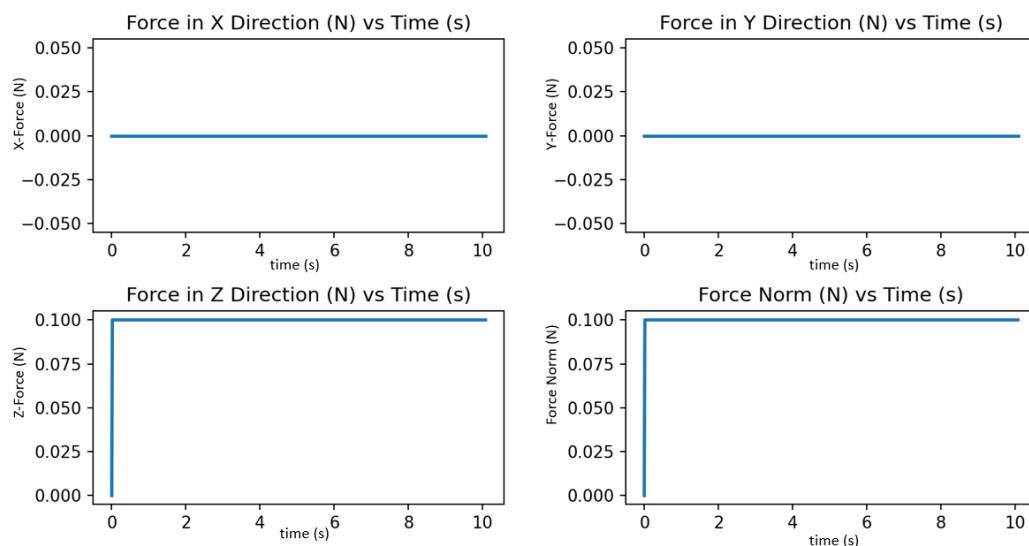 Force in X Direction (N) vs Time (s)
X-Force (N)
0.050
0.025
0.000
−0.025
−0.050
0 2 4 6 8 10
time (s)
Force in Y Direction (N) vs Time (s)
Y-Force (N)
0.050
0.025
0.000
−0.025
−0.050
0 2 4 6 8 10
time (s)
Force in Z Direction (N) vs Time (s)
Z-Force (N)
0.100
0.075
0.050
0.025
0.000
0 2 4 6 8 10
time (s)
Force Norm (N) vs Time (s)
Force Norm (N)
0.100
0.075
0.050
0.025
0.000
0 2 4 6 8 10
time (s)